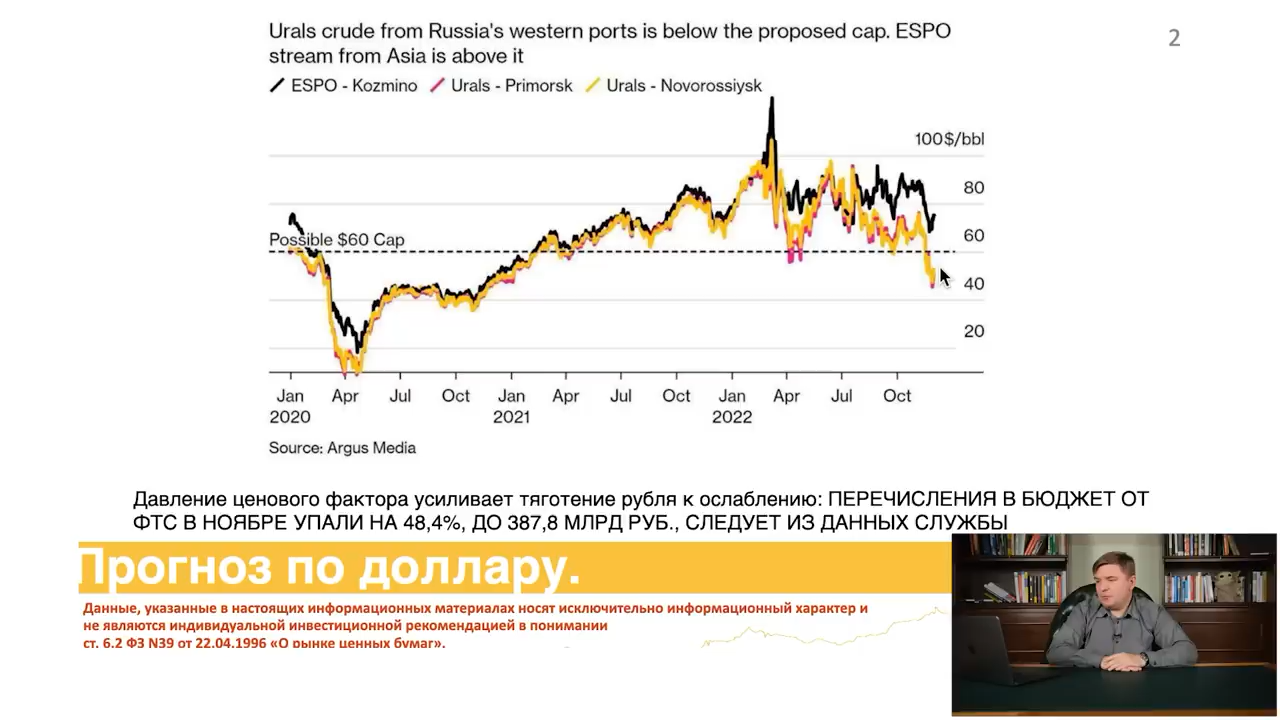 Urals crude from Russia's western ports is below the proposed cap. ESPO
stream from Asia is above it
2
ESPO - Kozmino Urals - Primorsk Urals - Novorossiysk
100$/bbl
80
Possible $60 Cap
60
40
20
Jan Apr Jul Oct Jan Apr Jul Oct Jan Apr Jul Oct
2020 2021 2022
Source: Argus Media
Давление ценового фактора усиливает тяготение рубля к ослаблению: ПЕРЕЧИСЛЕНИЯ В БЮДЖЕТ ОТ
ФТС В НОЯБРЕ УПАЛИ НА 48,4%, ДО 387,8 МЛРД РУБ., СЛЕДУЕТ ИЗ ДАННЫХ СЛУЖБЫ
Прогноз по доллару.
Данные, указанные в настоящих информационных материалах носят исключительно информационный характер и
не являются индивидуальной инвестиционной рекомендацией в понимании
ст. 6.2 ФЗ N39 от 22.04.1996 «О рынке ценных бумаг».